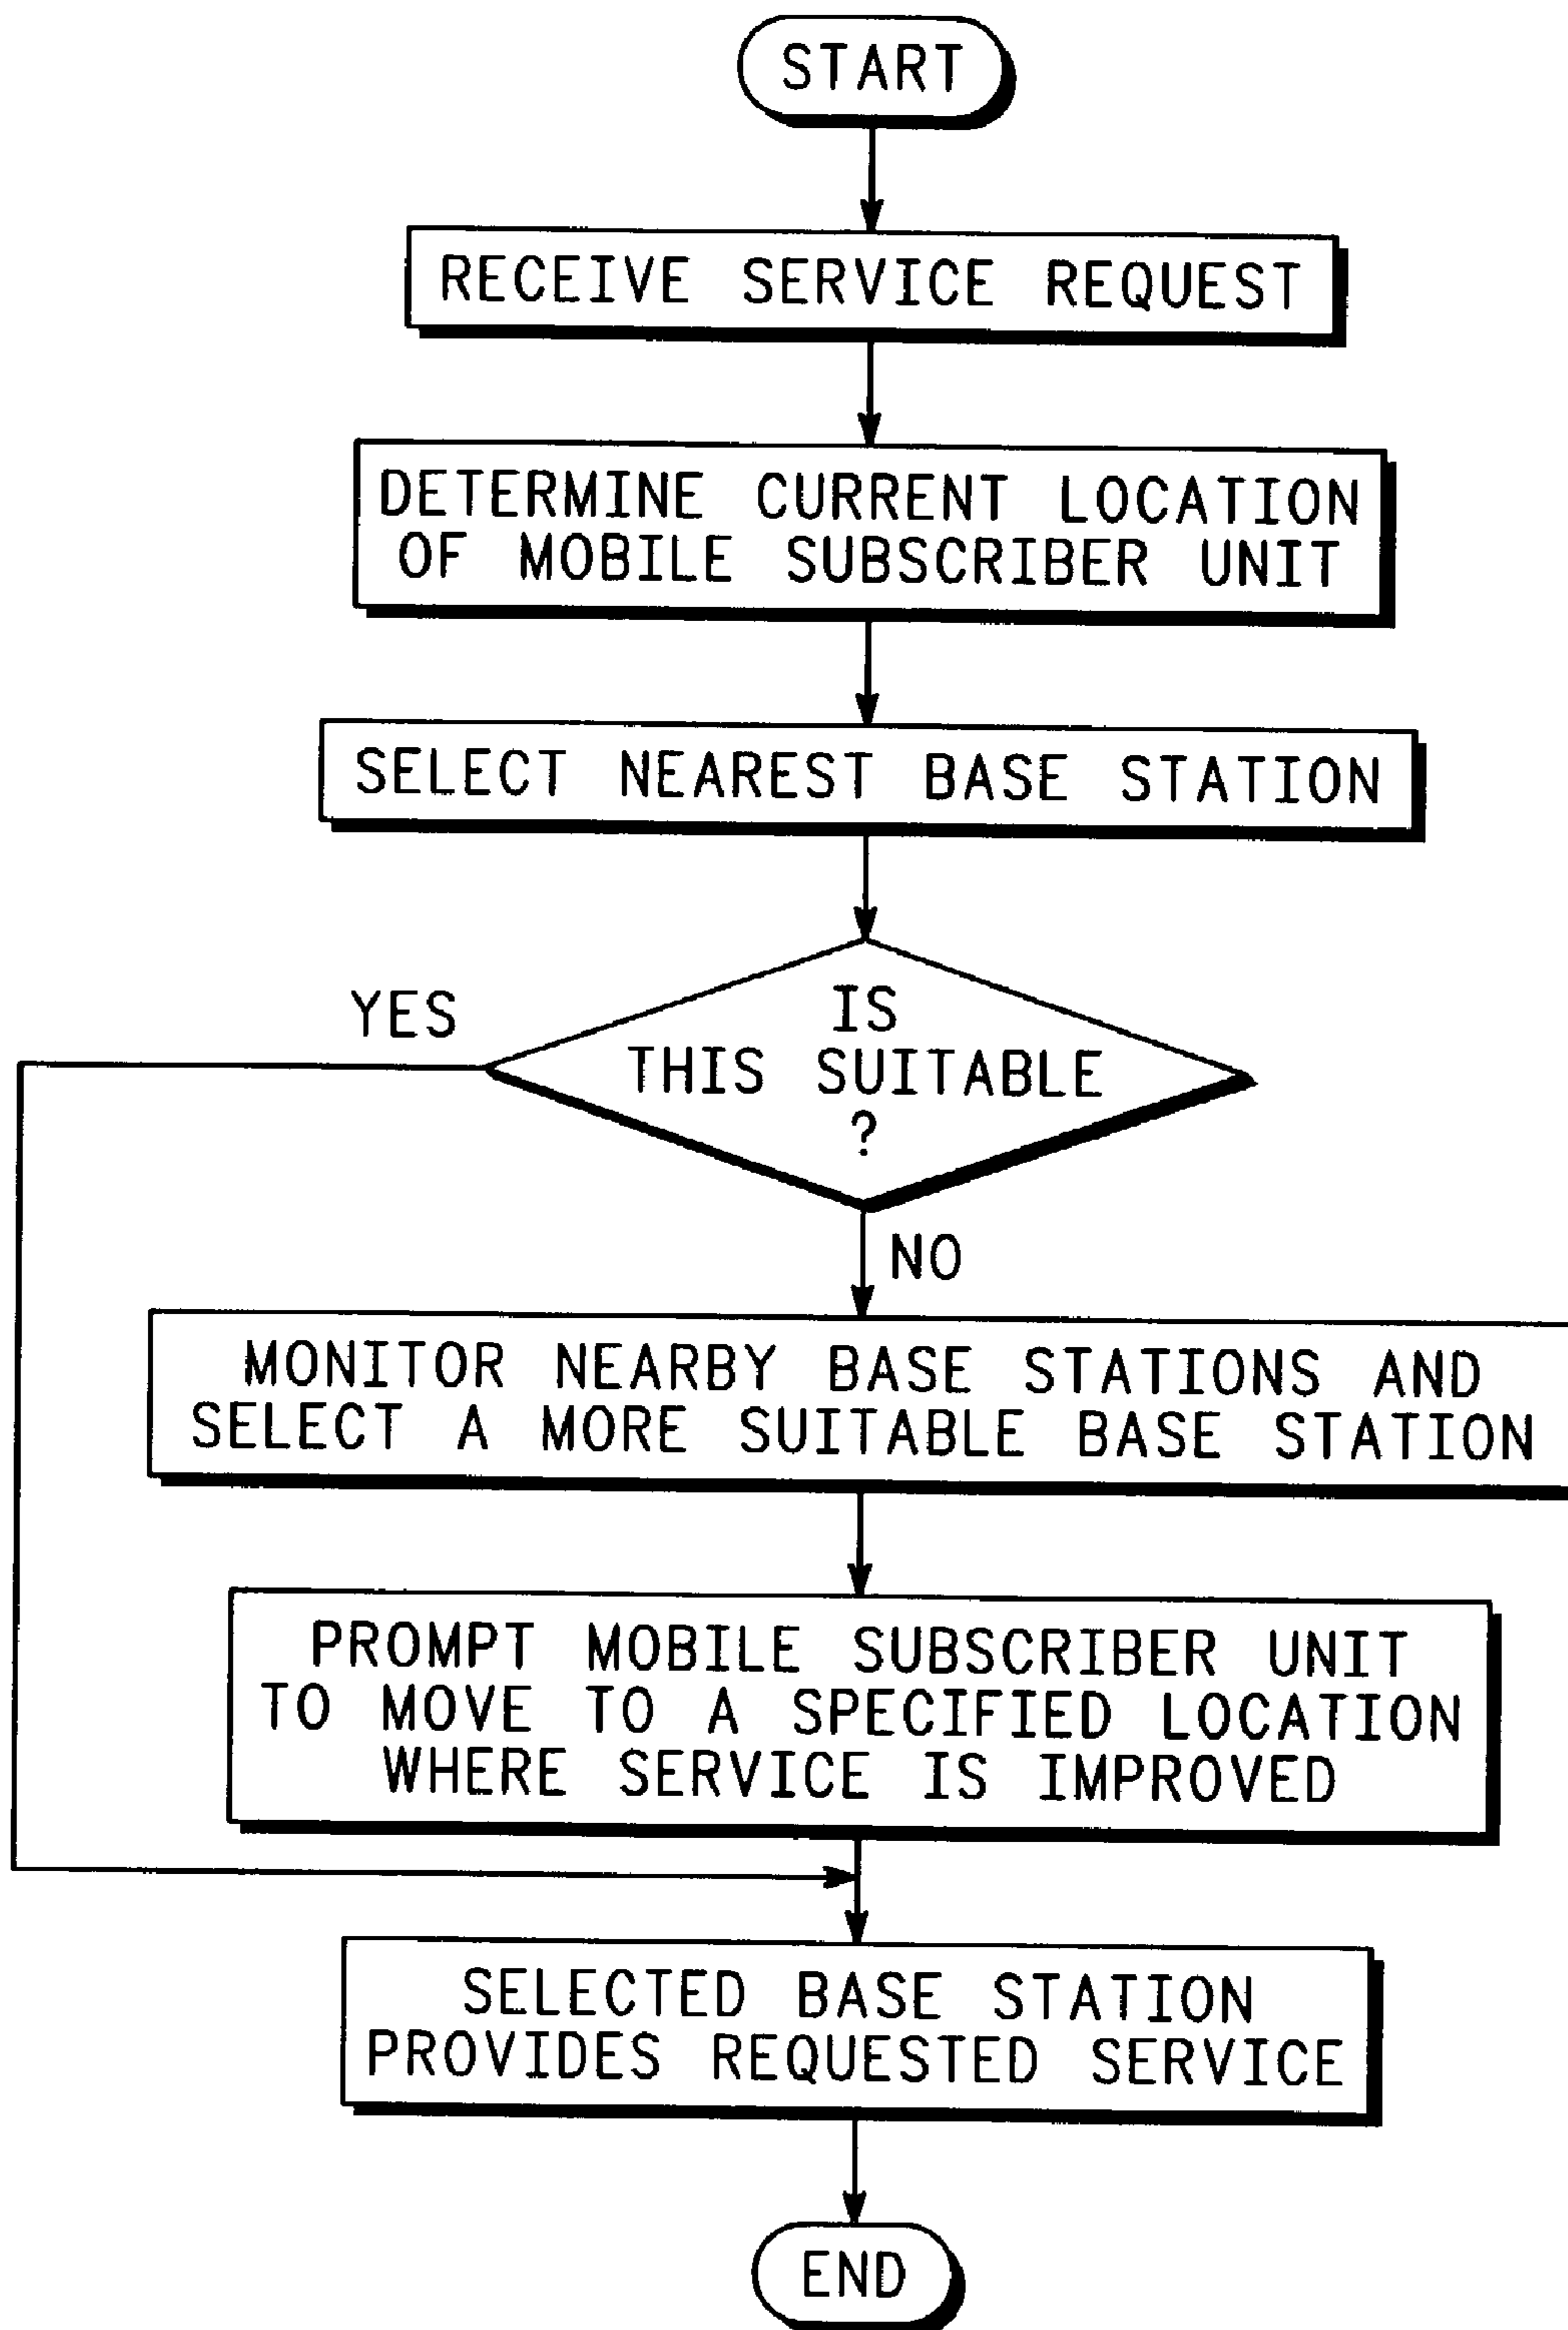 START
RECEIVE SERVICE REQUEST
DETERMINE CURRENT LOCATION
OF MOBILE SUBSCRIBER UNIT
SELECT NEAREST BASE STATION
YES
IS
THIS SUITABLE
?
NO
MONITOR NEARBY BASE STATIONS AND
SELECT A MORE SUITABLE BASE STATION
PROMPT MOBILE SUBSCRIBER UNIT
TO MOVE TO A SPECIFIED LOCATION
WHERE SERVICE IS IMPROVED
SELECTED BASE STATION
PROVIDES REQUESTED SERVICE
END